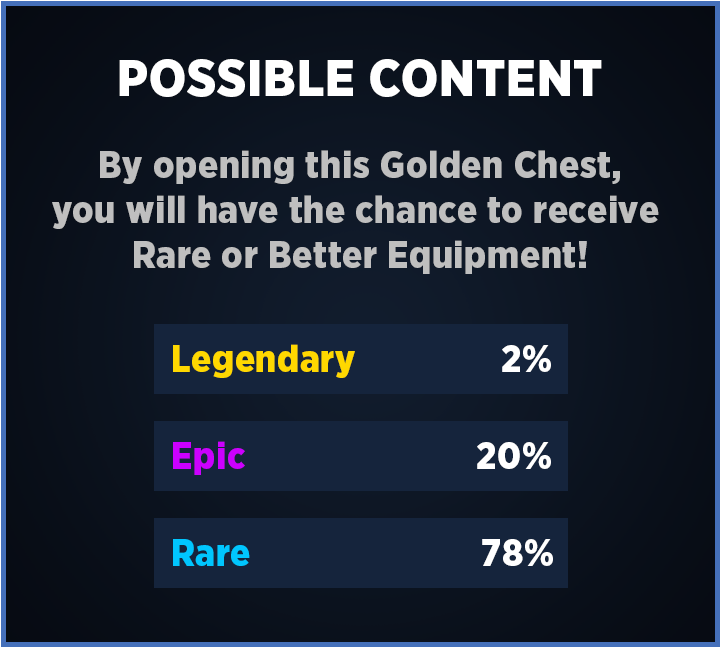 POSSIBLE CONTENT
By opening this Golden Chest,
you will have the chance to receive
Rare or Better Equipment!
Legendary 2%
Epic 20%
Rare 78%